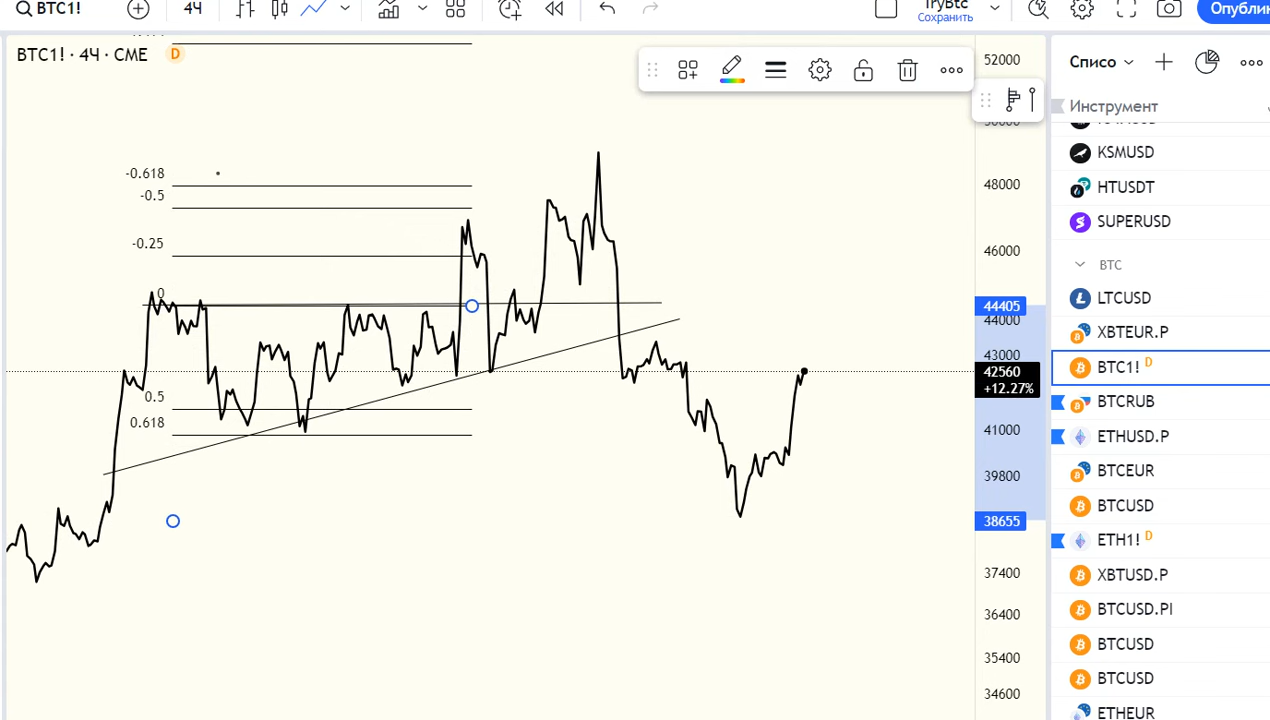 BTC1!
4Ч
TryBtc
Сохранить
Опублик
BTC1! · 4Ч · CME
D
52000
Списо
Инструмент
KSMUSD
-0.618
48000
HTUSDT
-0.5
SUPERUSD
-0.25
46000
BTC
0
LTCUSD
44405
44000
XBTEUR.P
43000
42560
BTC1! D
+12.27%
0.5
BTCRUB
0.618
41000
ETHUSD.P
39800
BTCEUR
BTCUSD
38655
ETH1! D
37400
XBTUSD.P
36400
BTCUSD.PI
35400
BTCUSD
34600
BTCUSD
ETHEUR